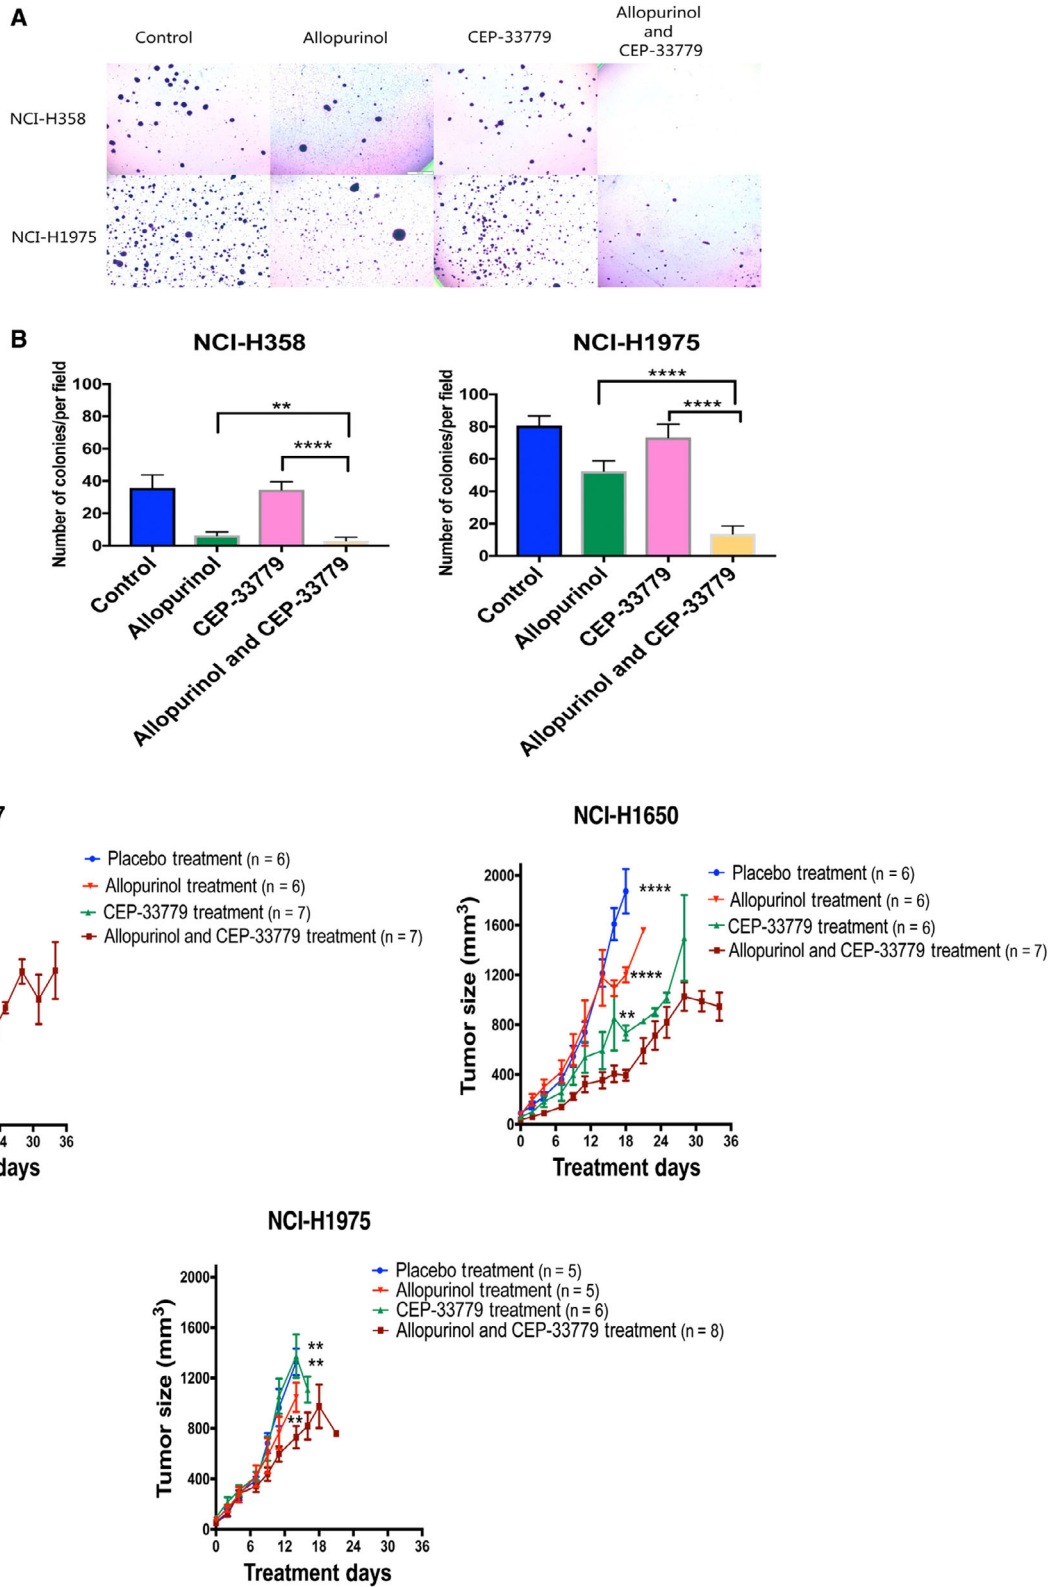 A
Control
Allopurinol
CEP-33779
Allopurinol
and
CEP-33779
NCI-H358
NCI-H1975
B
NCI-H358
Number of colonies/per field
100
80
60
40
20
0
**
****
Control
Allopurinol
CEP-33779
Allopurinol and CEP-33779
NCI-H1975
Number of colonies/per field
100
80
60
40
20
0
****
****
Control
Allopurinol
CEP-33779
Allopurinol and CEP-33779
7
Placebo treatment (n = 6)
Allopurinol treatment (n = 6)
CEP-33779 treatment (n = 7)
Allopurinol and CEP-33779 treatment (n = 7)
4 30 36
days
NCI-H1650
Tumor size (mm3)
2000
1600
1200
800
400
0
****
****
**
0 6 12 18 24 30 36
Treatment days
Placebo treatment (n = 6)
Allopurinol treatment (n = 6)
CEP-33779 treatment (n = 6)
Allopurinol and CEP-33779 treatment (n = 7)
NCI-H1975
Tumor size (mm3)
2000
1600
1200
800
400
0
**
**
**
0 6 12 18 24 30 36
Treatment days
Placebo treatment (n = 5)
Allopurinol treatment (n = 5)
CEP-33779 treatment (n = 6)
Allopurinol and CEP-33779 treatment (n = 8)